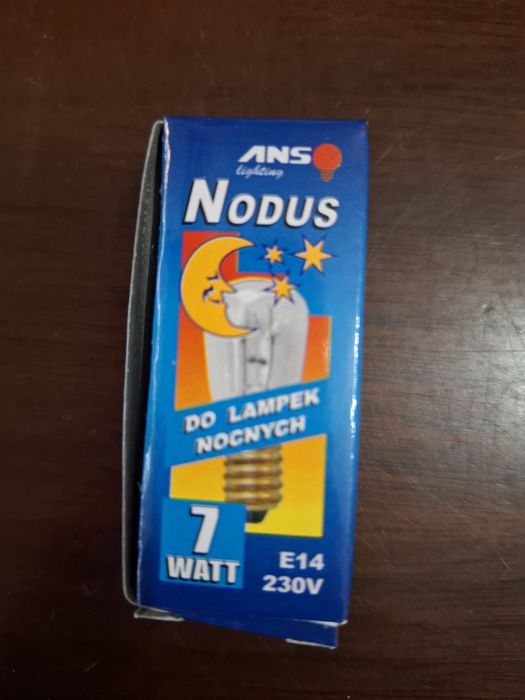 ANS
lighting
NODUS
DO LAMPEK
NOCNYCH
7
WATT
E14
230V